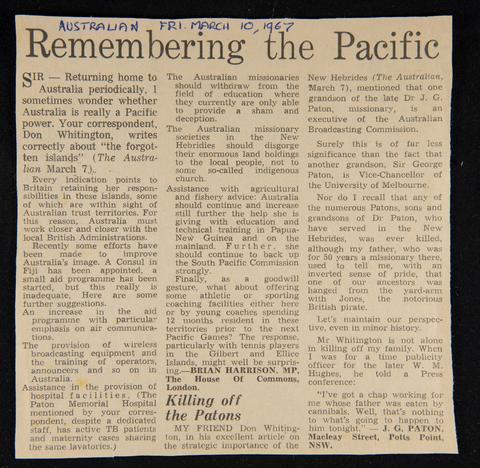 AUSTRALIAN FRI. MARCH 10, 1967
Remembering the Pacific
SIR — Returning home to
Australia periodically, I
sometimes wonder whether
Australia is really a Pacific
power. Your correspondent,
Don Whitington, writes
correctly about "the forgot-
ten islands" (The Austra-
lian March 7).
Every indication points to
Britain retaining her respon-
sibilities in these islands, some
of which are within sight of
Australian trust territories. For
this reason, Australia must
work closer and closer with the
local British Administrations.
Recently some efforts have
been made to improve
Australia's image. A Consul in
Fiji has been appointed, a
small aid programme has been
started, but this really is
inadequate. Here are some
further suggestions.
An increase in the aid
programme with particular
emphasis on air communica-
tions.
The provision of wireless
broadcasting equipment and
the training of operators,
announcers and so on in
Australia.
Assistance in the provision of
hospital facilities. (The
Paton Memorial Hospital
mentioned by your corres-
pondent, despite a dedicated
staff, has active TB patients
and maternity cases sharing
the same lavatories.)
The Australian missionaries
should withdraw from the
field of education where
they currently are only able
to provide a sham and
deception.
The Australian missionary
societies in the New
Hebrides should disgorge
their enormous land holdings
to the local people, not to
some so-called indigenous
church.
Assistance with agricultural
and fishery advice: Australia
should continue and increase
still further the help she is
giving with education and
technical training in Papua-
New Guinea and on the
mainland. Further, she
should continue to back up
the South Pacific Commission
strongly.
Finally, as a goodwill
gesture, what about offering
some athletic or sporting
coaching facilities either here
or by young coaches spending
12 months resident in these
territories prior to the next
Pacific Games? The response,
particularly with tennis players
in the Gilbert and Ellice
Islands, might well be surpris-
ing.—BRIAN HARRISON, MP,
The House Of Commons,
London.
Killing off
the Patons
MY FRIEND Don Whiting-
ton, in his excellent article on
the strategic importance of the
New Hebrides (The Australian,
March 7), mentioned that one
grandson of the late Dr J. G.
Paton, missionary, is an
executive of the Australian
Broadcasting Commission.
Surely this is of far less
significance than the fact that
another grandson, Sir George
Paton, is Vice-Chancellor of
the University of Melbourne.
Nor do I recall that any of
the numerous Patons, sons and
grandsons of Dr Paton, who
have served in the New
Hebrides, was ever killed,
although my father, who was
for 50 years a missionary there,
used to tell me, with an
inverted sense of pride, that
one of our ancestors was
hanged from the yard-arm
with Jones, the notorious
British pirate.
Let's maintain our perspec-
tive, even in minor history.
Mr Whitington is not alone
in killing off my family. When I
was for a time publicity
officer for the later W. M.
Hughes, he told a Press
conference:
"I've got a chap working for
me whose father was eaten by
cannibals. Well, that's nothing
to what's going to happen to
him tonight." — J. G. PATON,
Macleay Street, Potts Point,
NSW.